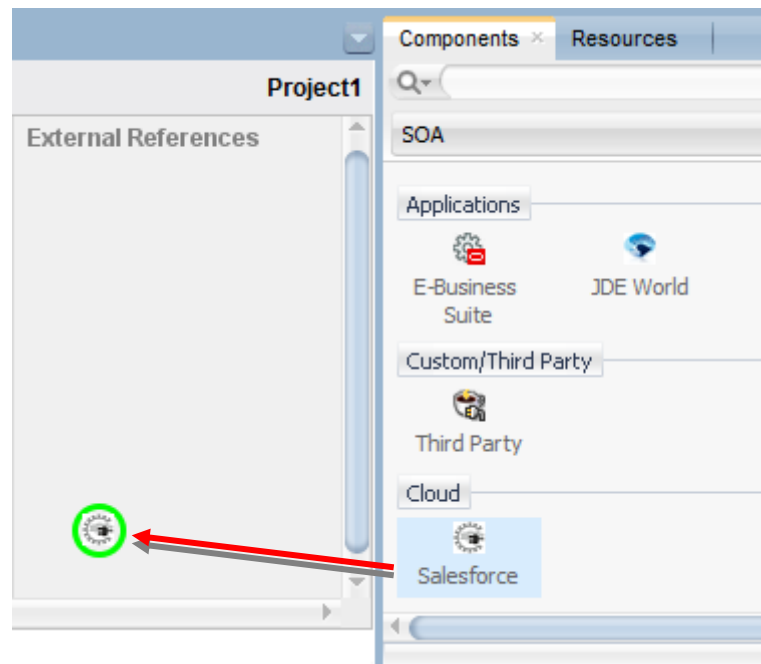 Components
Resources
Project1
External References
SOA
Applications
E-Business
Suite
JDE World
Custom/Third Party
Third Party
Cloud
Salesforce